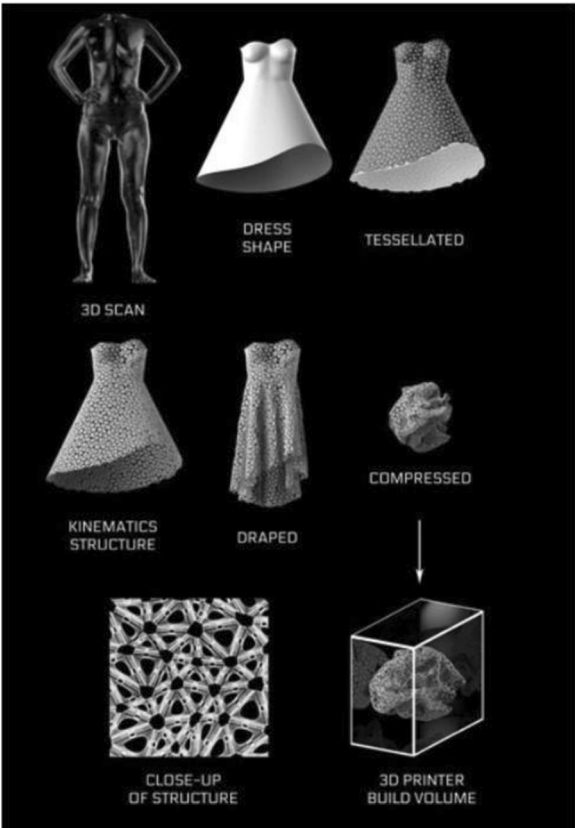 3D SCAN
DRESS
SHAPE
TESSELLATED
KINEMATICS
STRUCTURE
DRAPED
COMPRESSED
CLOSE-UP
OF STRUCTURE
3D PRINTER
BUILD VOLUME